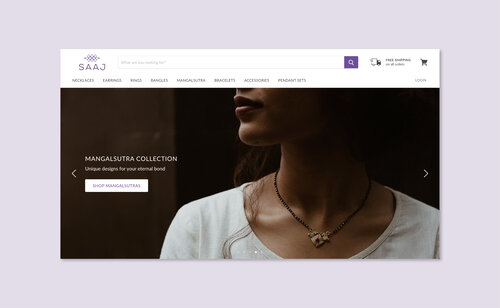 SAAJ
What are you looking for?
FREE SHIPPING
on all orders
NECKLACES EARRINGS RINGS BANGLES MANGALSUTRA BRACELETS ACCESSORIES PENDANT SETS LOGIN
MANGALSUTRA COLLECTION
Unique designs for your eternal bond
SHOP MANGALSUTRAS